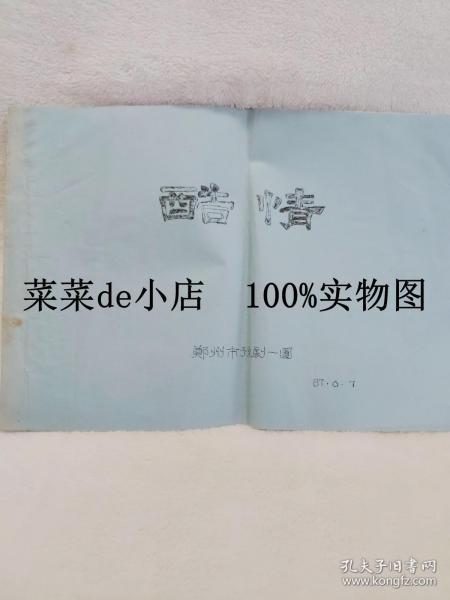 酷情
菜菜de小店 100%实物图
郑州市豫剧一团
87·6·7
孔夫子旧书网
www.kongfz.com